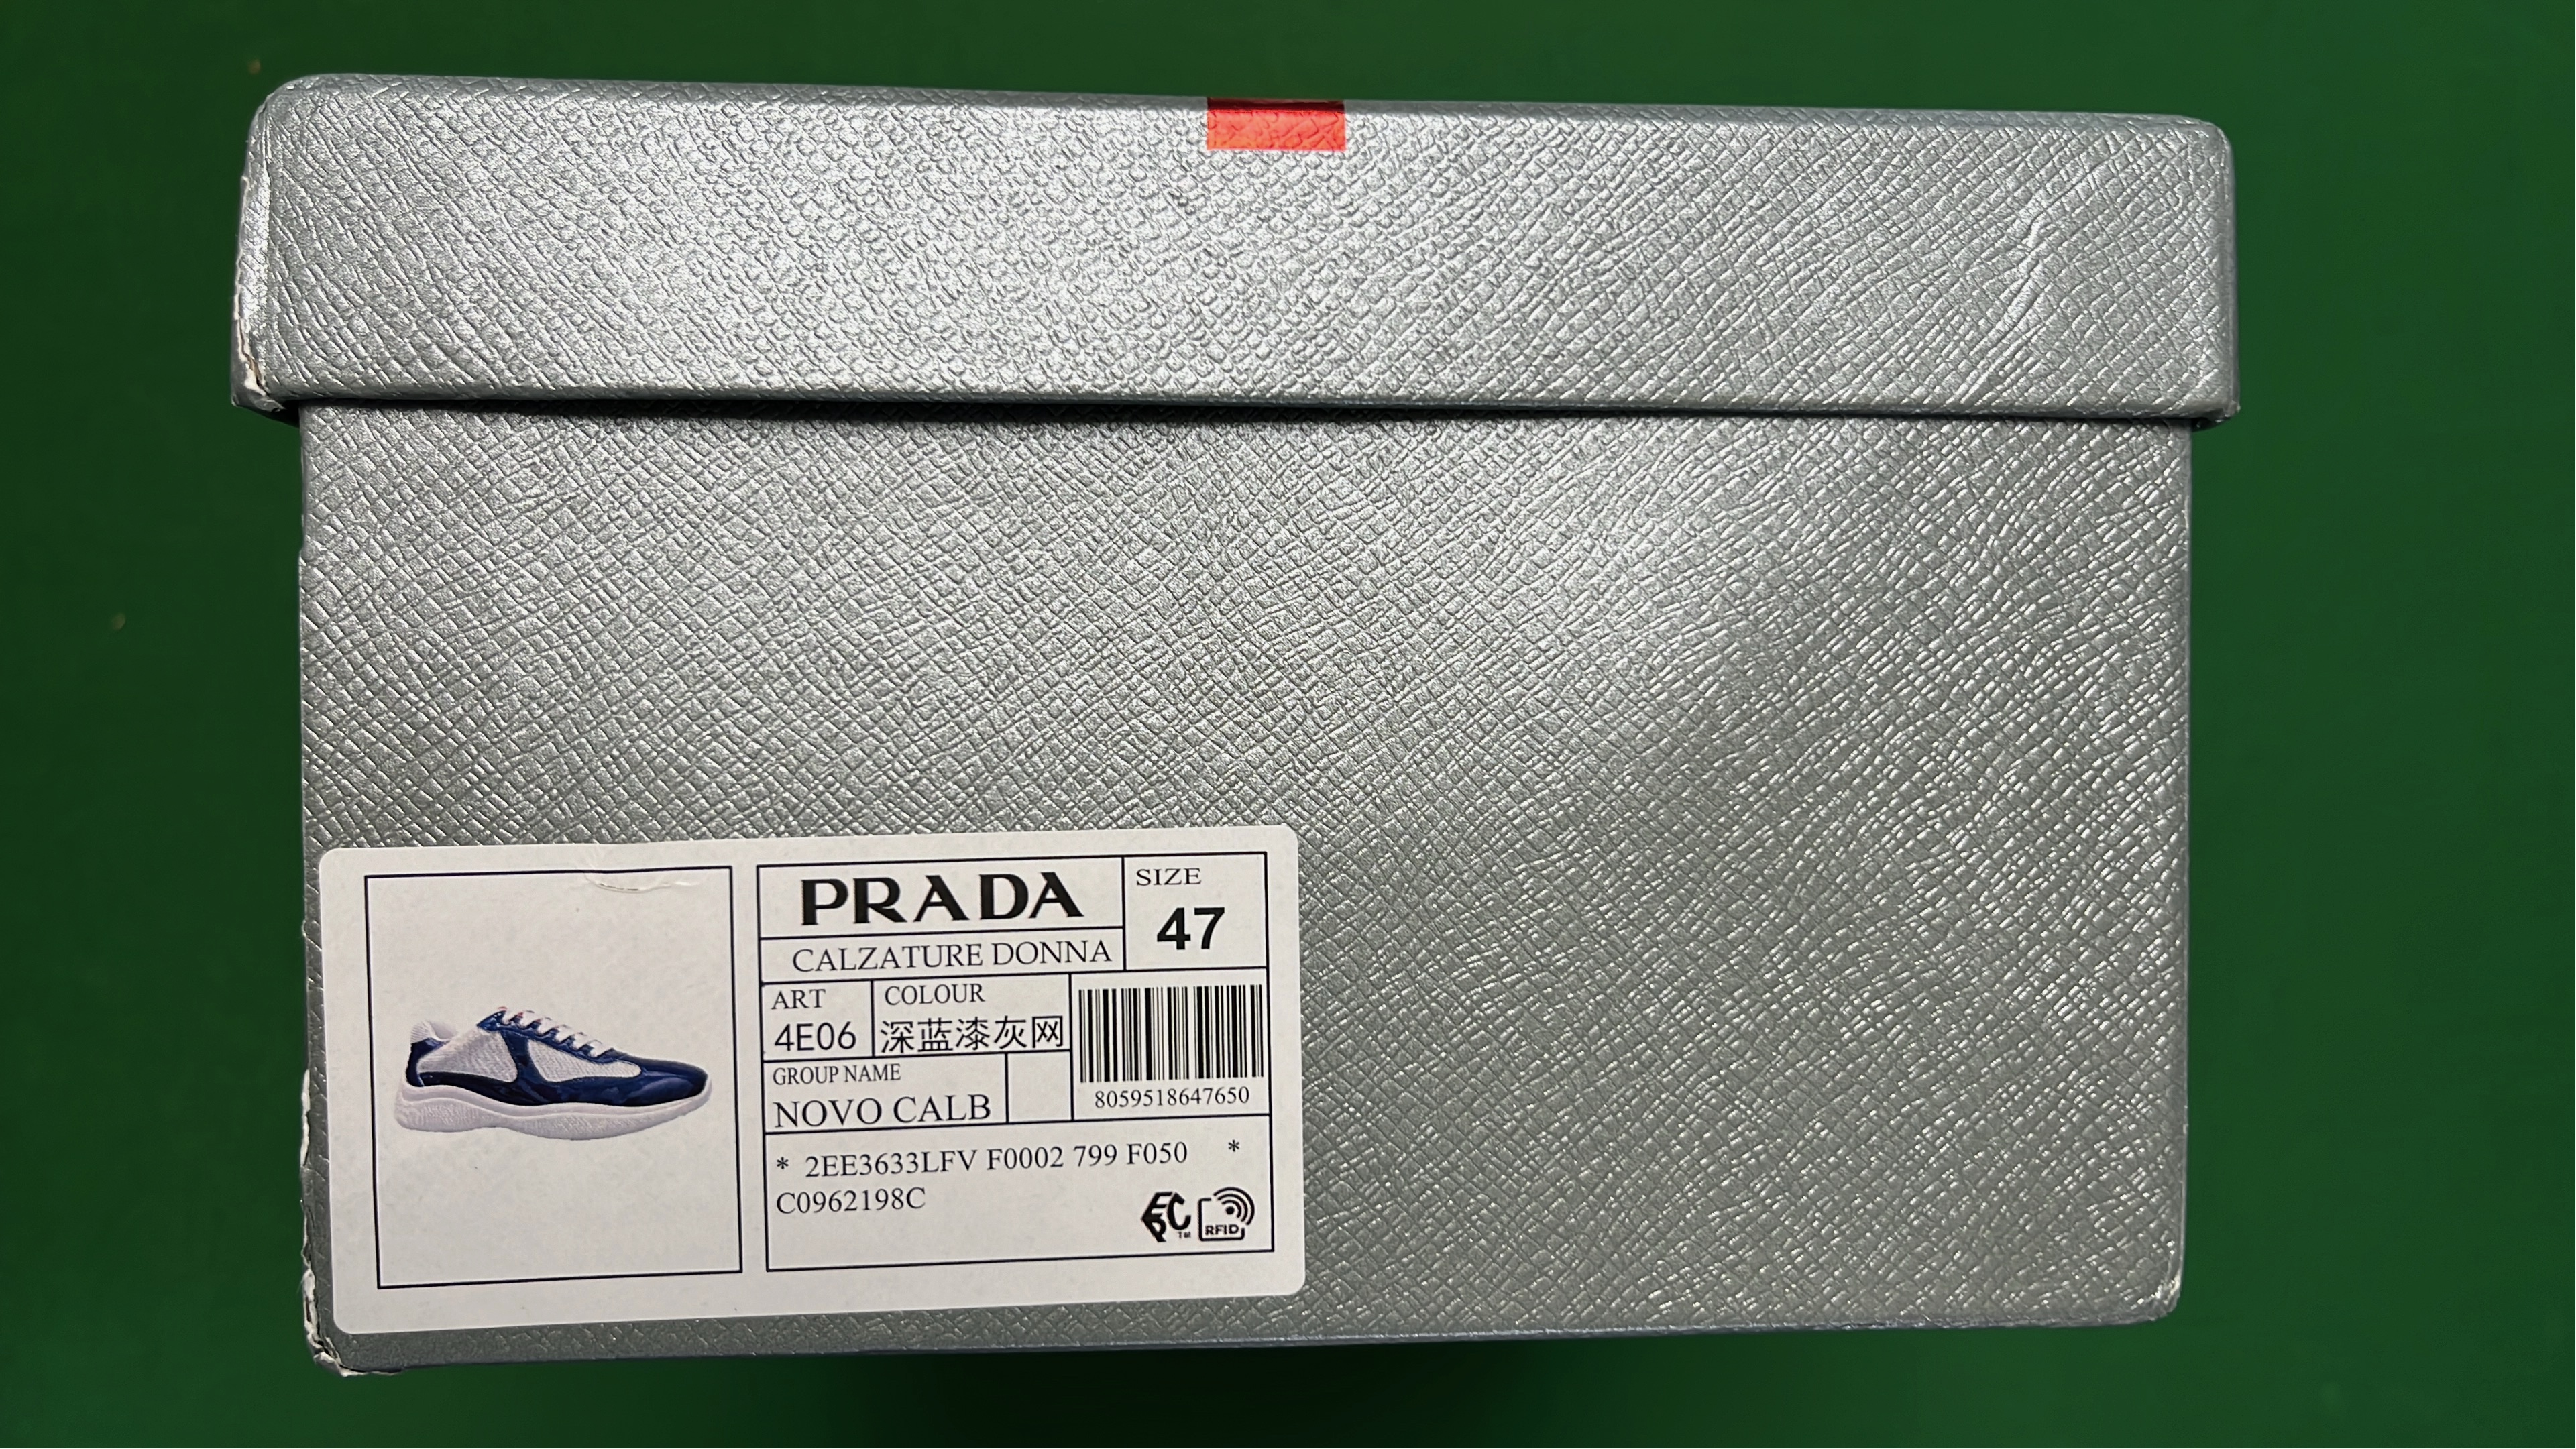 PRADA
SIZE
47
CALZATURE DONNA
ART
COLOUR
4E06
深蓝漆灰网
GROUP NAME
NOVO CALB
8059518647650
* 2EE3633LFV F0002 799 F050 *
C0962198C
RFID